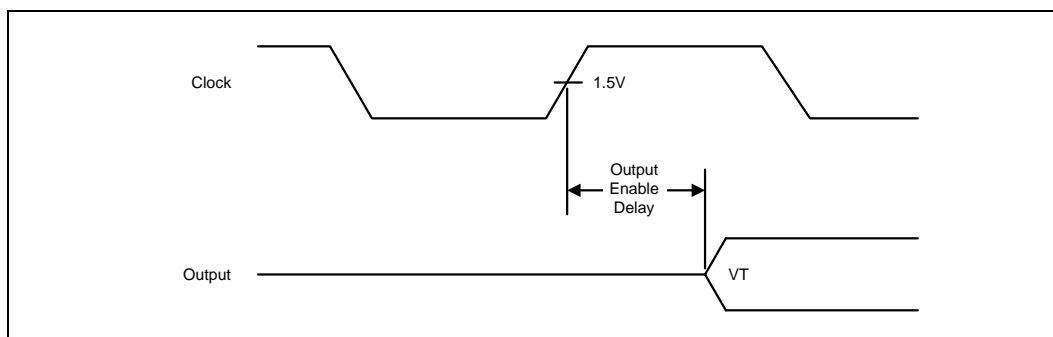 Clock
1.5V
Output
Enable
Delay
Output
VT